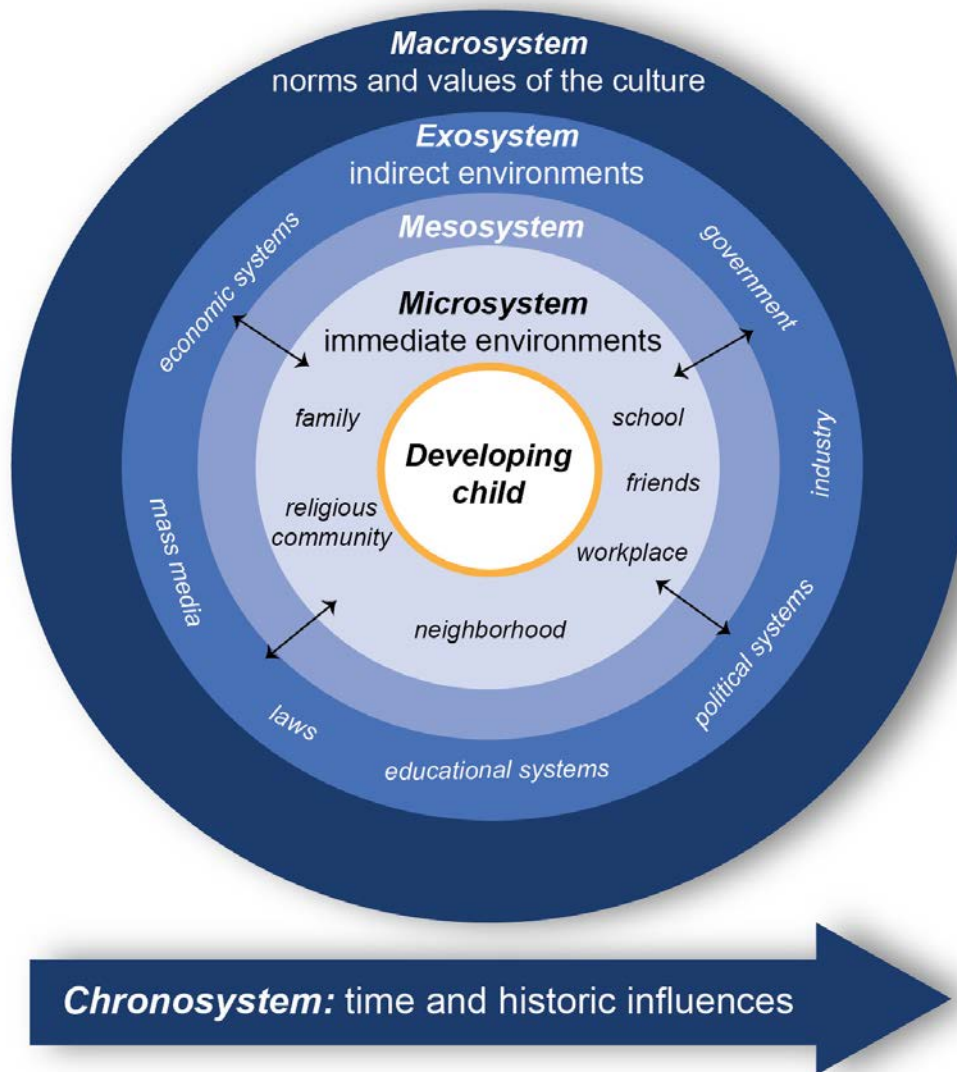 Macrosystem
norms and values of the culture
Exosystem
indirect environments
Mesosystem
Microsystem
immediate environments
economic systems
government
family
school
Developing
child
friends
industry
religious
community
workplace
mass media
neighborhood
political systems
laws
educational systems
Chronosystem: time and historic influences